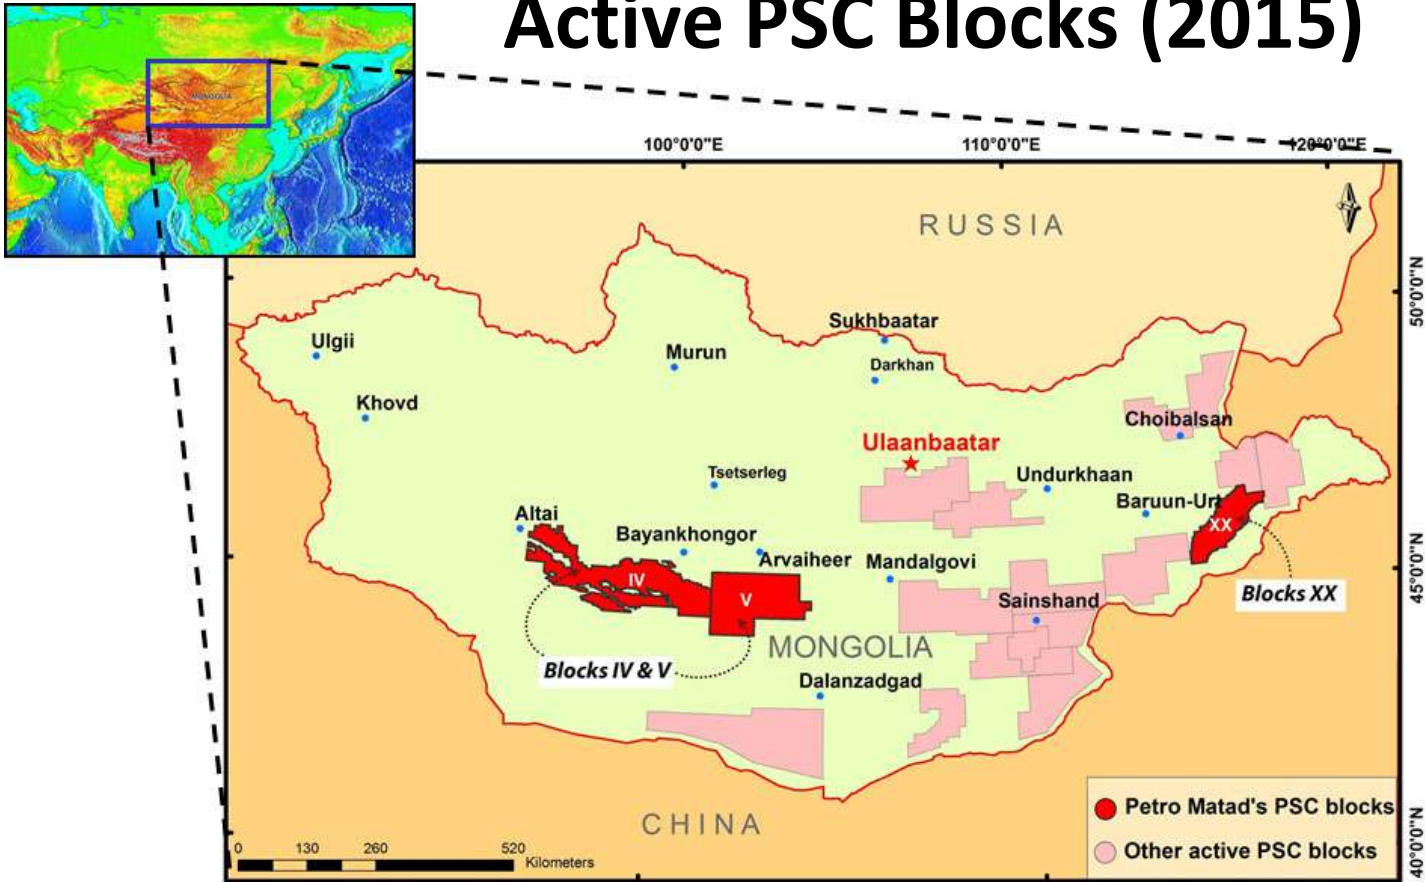 Active PSC Blocks (2015)
MONGOLIA
100°0'0"E
110°0'0"E
120°0'0"E
RUSSIA
50°0'0"N
Sukhbaatar
Ulgii
Murun
Darkhan
Khovd
Choibalsan
Ulaanbaatar
Tsetserleg
Undurkhaan
Baruun-Urt
Altai
XX
Bayankhongor
Arvaiheer
Mandalgovi
45°0'0"N
IV
V
Blocks XX
Sainshand
MONGOLIA
Blocks IV & V
Dalanzadgad
CHINA
Petro Matad's PSC blocks
Other active PSC blocks
40°0'0"N
0 130 260 520
Kilometers